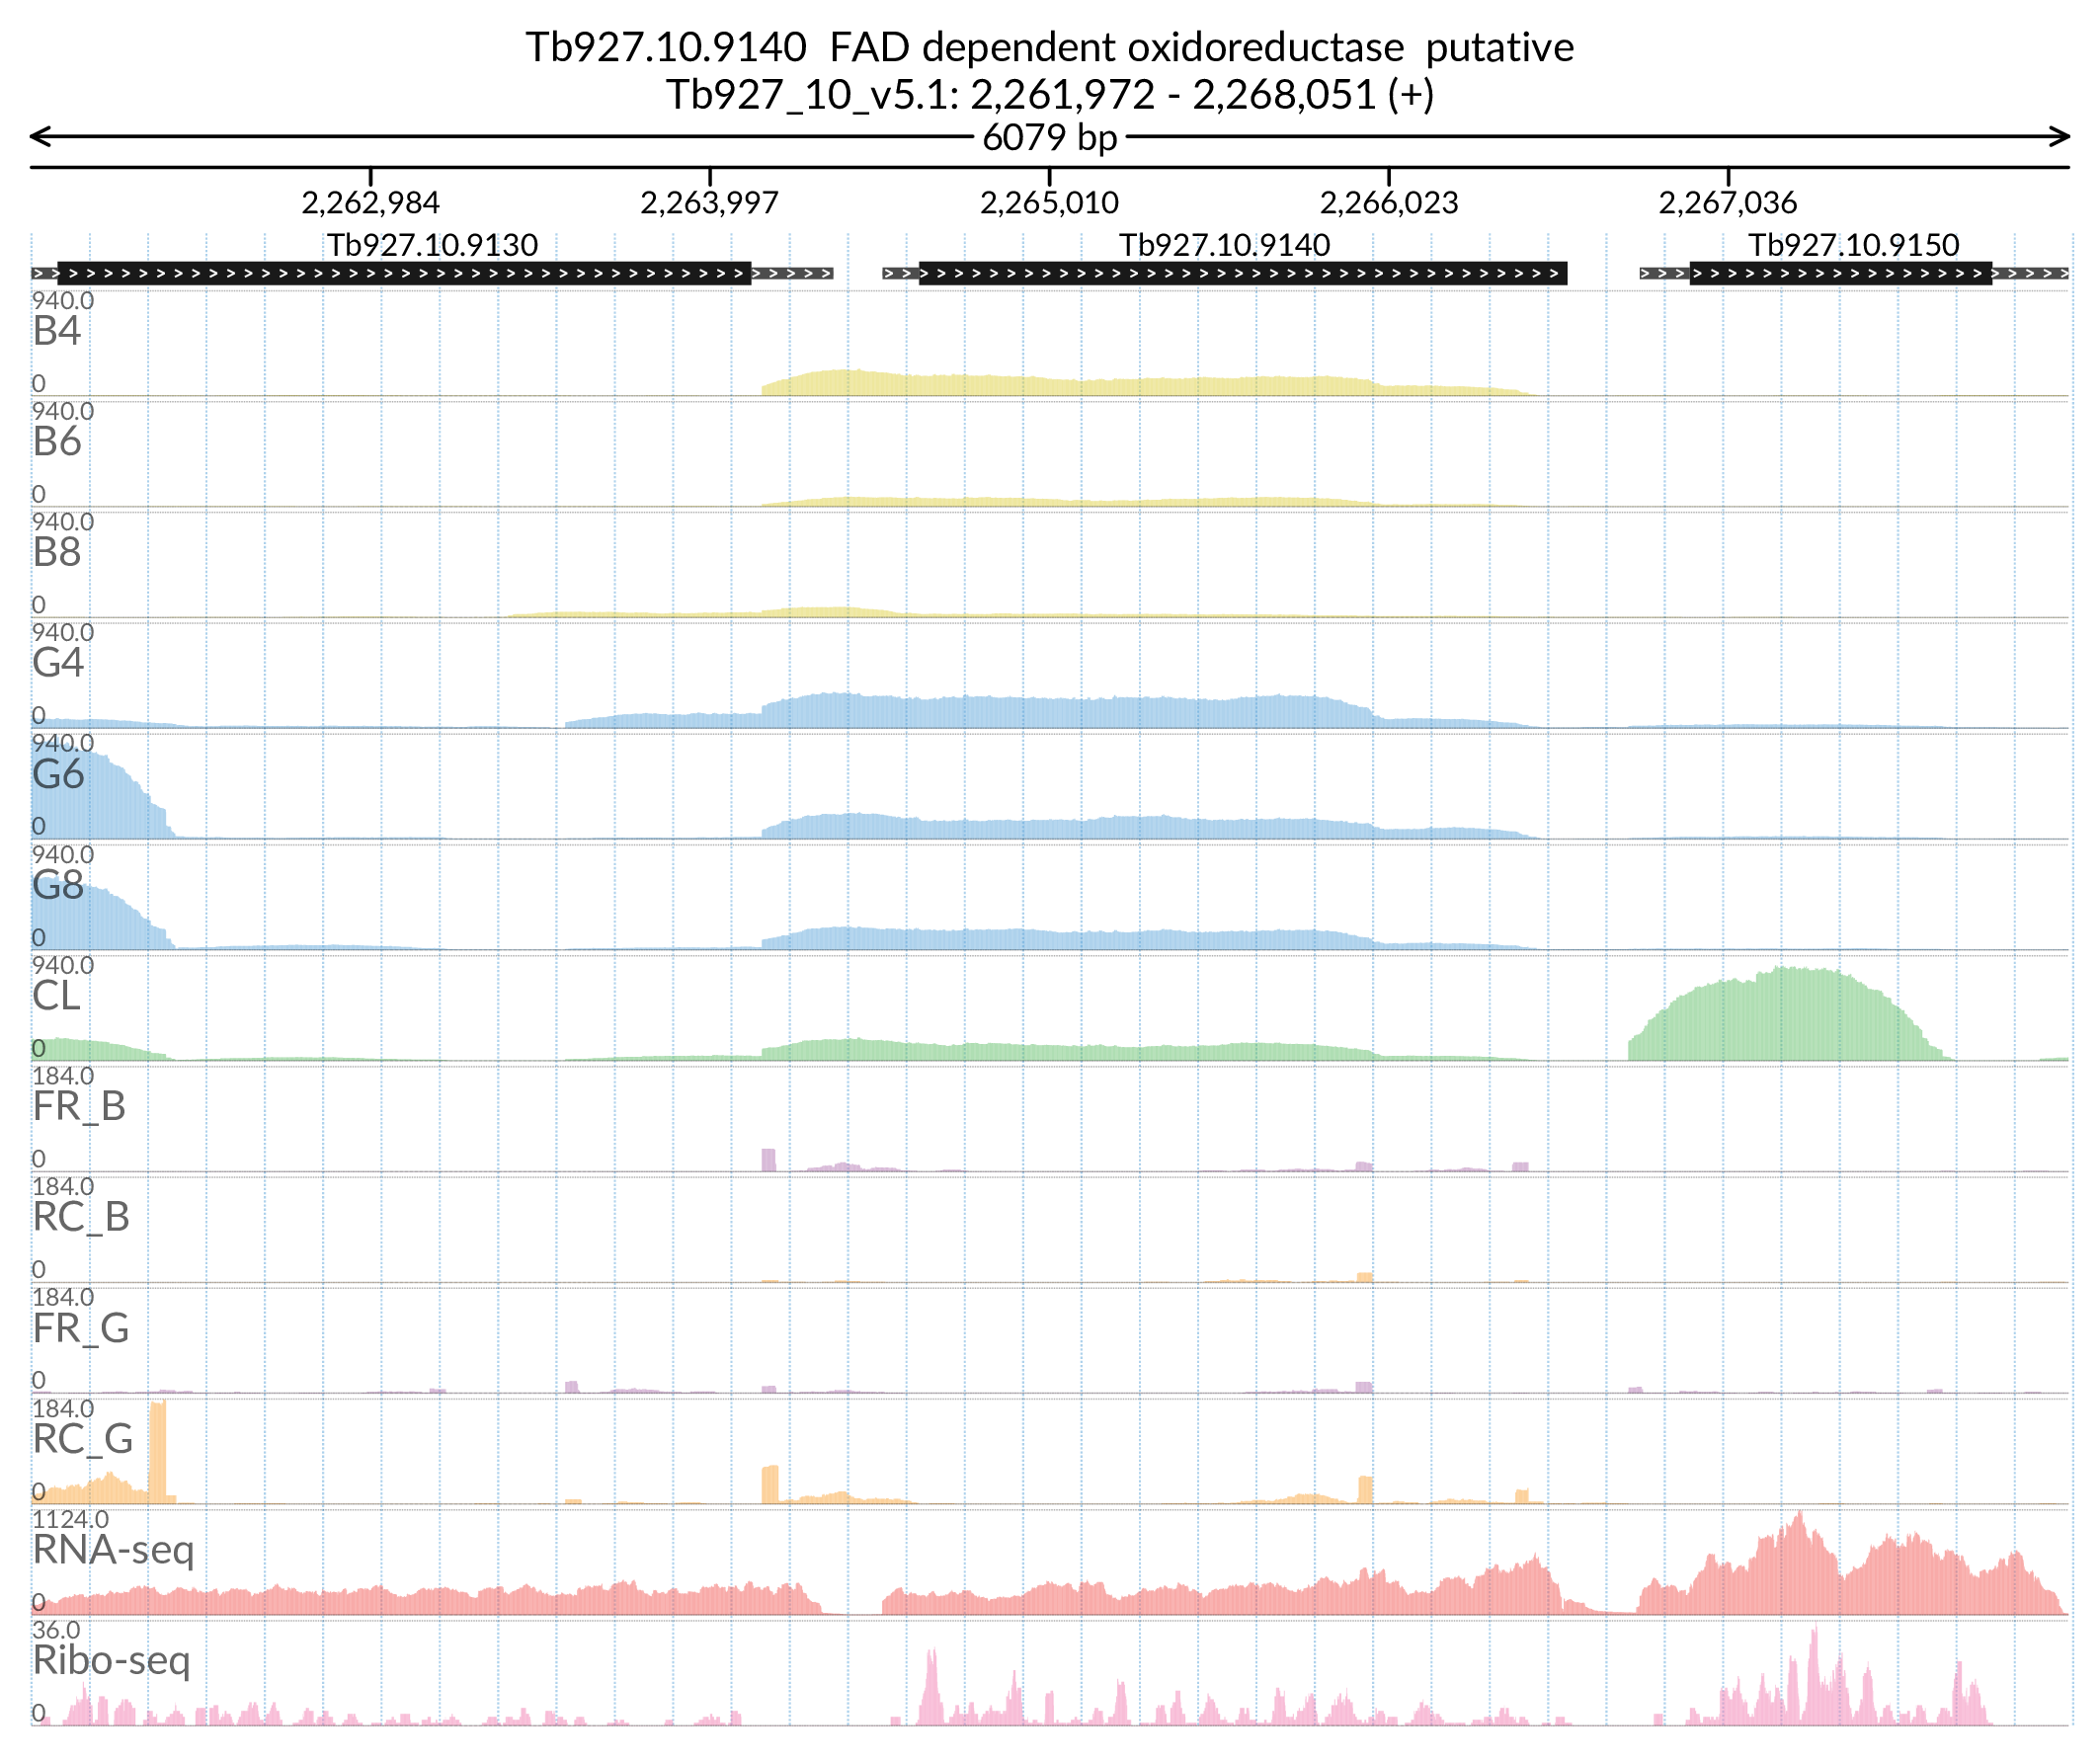 Tb927.10.9140  FAD dependent oxidoreductase  putative
Tb927_10_v5.1: 2,261,972 - 2,268,051 (+)
6079 bp
2,262,984 2,263,997 2,265,010 2,266,023 2,267,036
Tb927.10.9130 Tb927.10.9140 Tb927.10.9150
940.0
B4
0
940.0
B6
0
940.0
B8
0
940.0
G4
0
940.0
G6
0
940.0
G8
0
940.0
CL
0
184.0
FR_B
0
184.0
RC_B
0
184.0
FR_G
0
184.0
RC_G
0
1124.0
RNA-seq
0
36.0
Ribo-seq
0